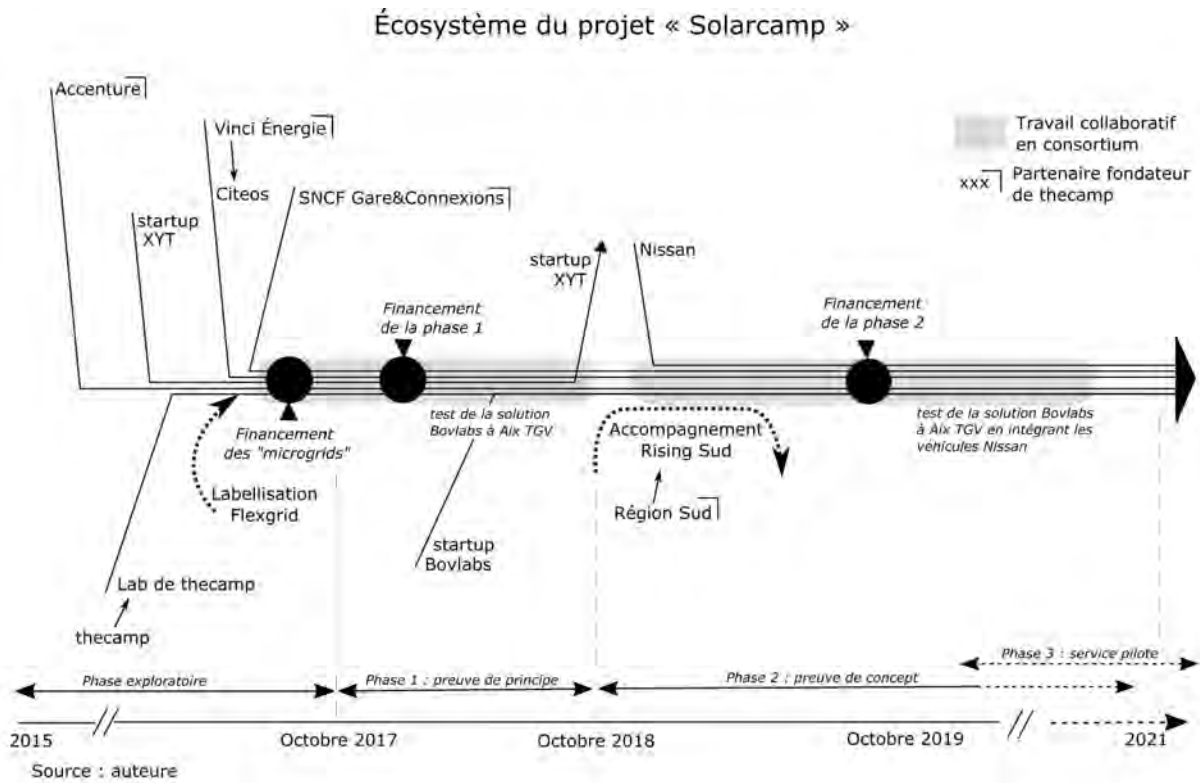 Écosystème du projet « Solarcamp »
Accenture
Vinci Énergie
Citeos
SNCF Gare&Connexions
startup
XYT
startup
XYT
Nissan
Travail collaboratif
en consortium
xxx
Partenaire fondateur
de thecamp
Financement
de la phase 1
Financement
de la phase 2
Financement
des "microgrids"
test de la solution
Bovlabs à Aix TGV
Accompagnement
Rising Sud
test de la solution Bovlabs
à Aix TGV en intégrant les
véhicules Nissan
Labellisation
Flexgrid
Région Sud
startup
Bovlabs
Lab de thecamp
thecamp
Phase exploratoire
Phase 1 : preuve de principe
Phase 2 : preuve de concept
Phase 3 : service pilote
2015
Octobre 2017
Octobre 2018
Octobre 2019
2021
Source : auteure